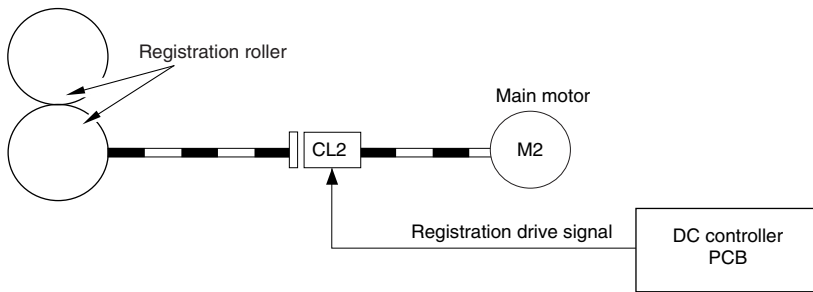 Registration roller
Main motor
CL2
M2
Registration drive signal
DC controller
PCB